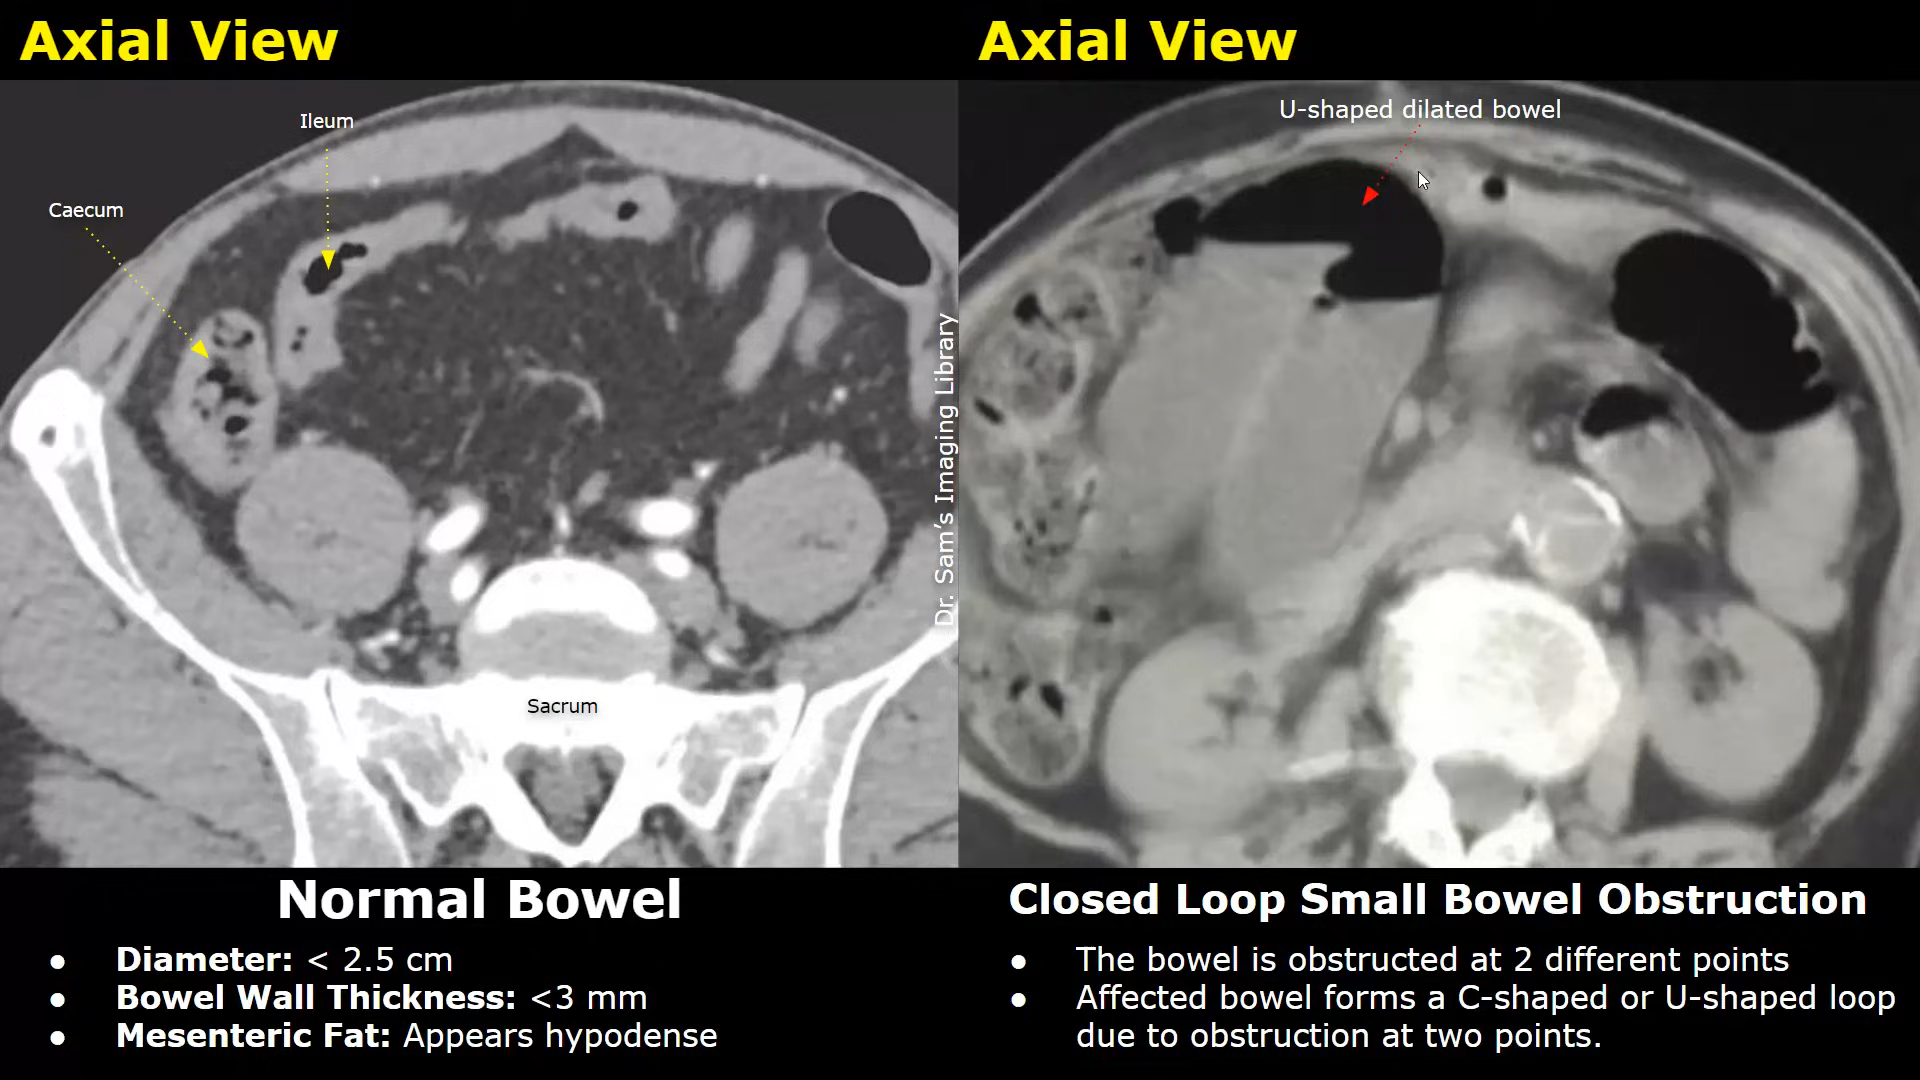 Axial View
Ileum
Caecum
Sacrum
Dr. Sam's Imaging Library
Normal Bowel
● Diameter: < 2.5 cm
● Bowel Wall Thickness: <3 mm
● Mesenteric Fat: Appears hypodense
Axial View
U-shaped dilated bowel
Closed Loop Small Bowel Obstruction
● The bowel is obstructed at 2 different points
● Affected bowel forms a C-shaped or U-shaped loop
due to obstruction at two points.